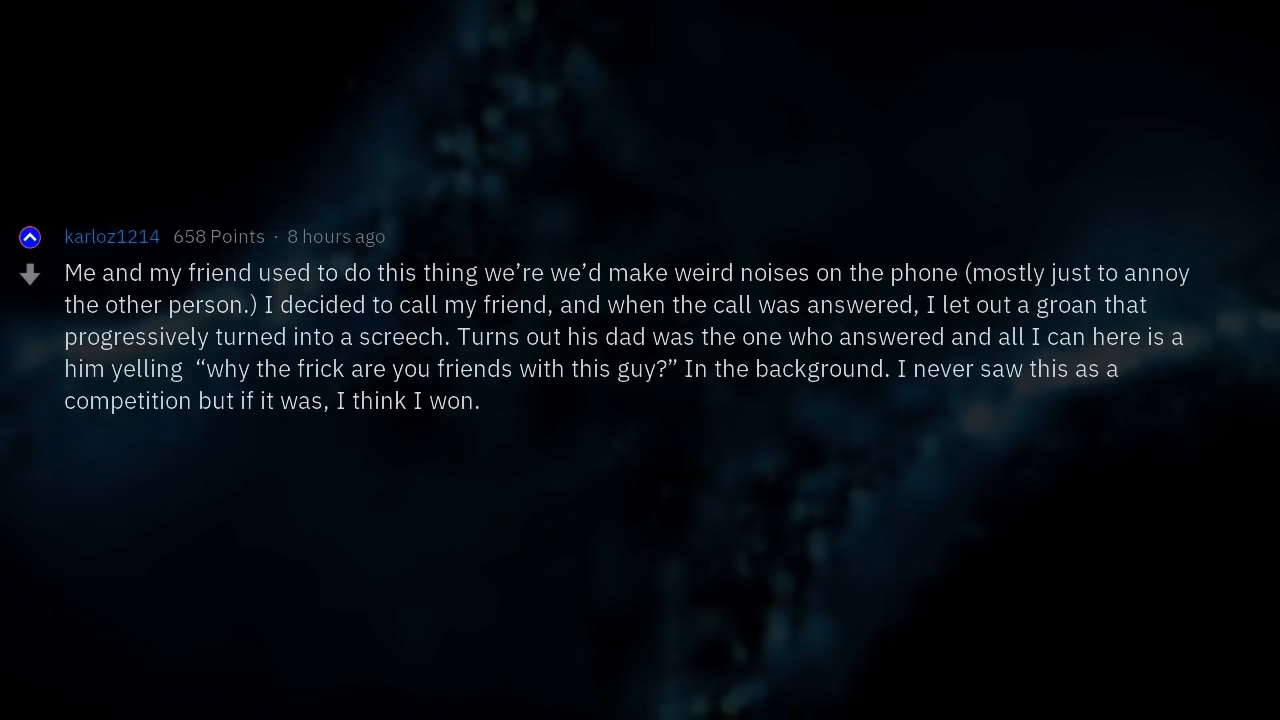 karloz1214 658 Points · 8 hours ago
Me and my friend used to do this thing we’re we’d make weird noises on the phone (mostly just to annoy
the other person.) I decided to call my friend, and when the call was answered, I let out a groan that
progressively turned into a screech. Turns out his dad was the one who answered and all I can here is a
him yelling  “why the frick are you friends with this guy?” In the background. I never saw this as a
competition but if it was, I think I won.